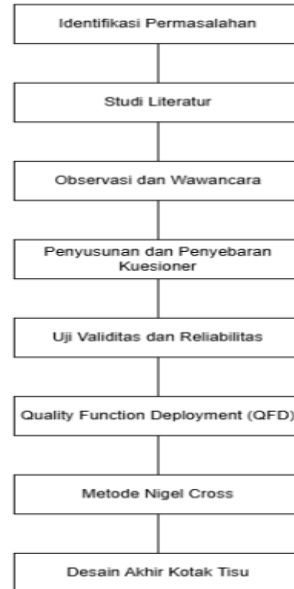 Identifikasi Permasalahan
Studi Literatur
Observasi dan Wawancara
Penyusunan dan Penyebaran
Kuesioner
Uji Validitas dan Reliabilitas
Quality Function Deployment (QFD)
Metode Nigel Cross
Desain Akhir Kotak Tisu